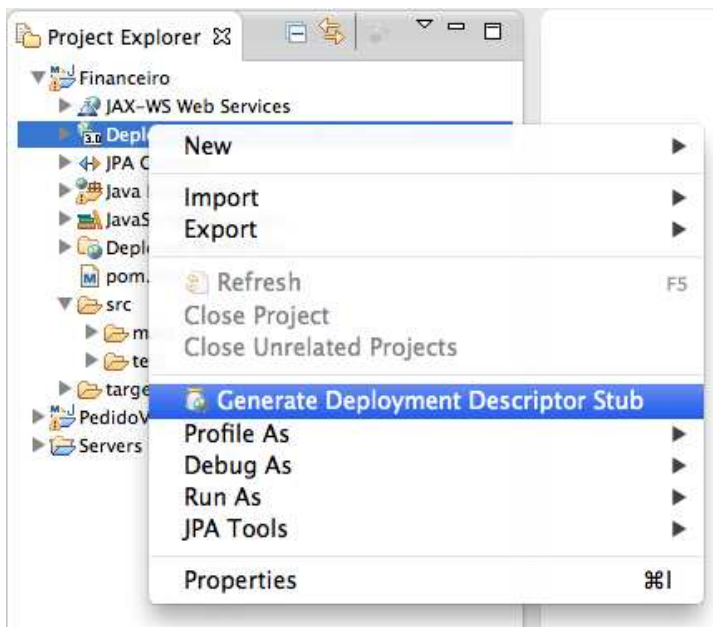 Project Explorer
Financeiro
JAX-WS Web Services
3.0 Depl
JPA C
Java
JavaS
Depl
pom.
src
m
te
targe
PedidoV
Servers
New
Import
Export
Refresh F5
Close Project
Close Unrelated Projects
Generate Deployment Descriptor Stub
Profile As
Debug As
Run As
JPA Tools
Properties ⌘I